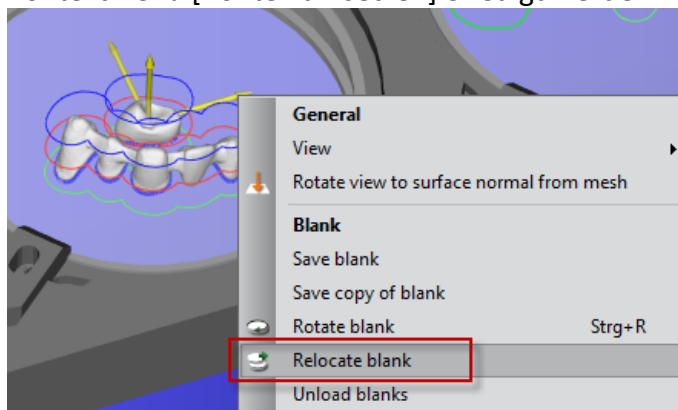 General
View
Rotate view to surface normal from mesh
Blank
Save blank
Save copy of blank
Rotate blank Strg+R
Relocate blank
Unload blanks